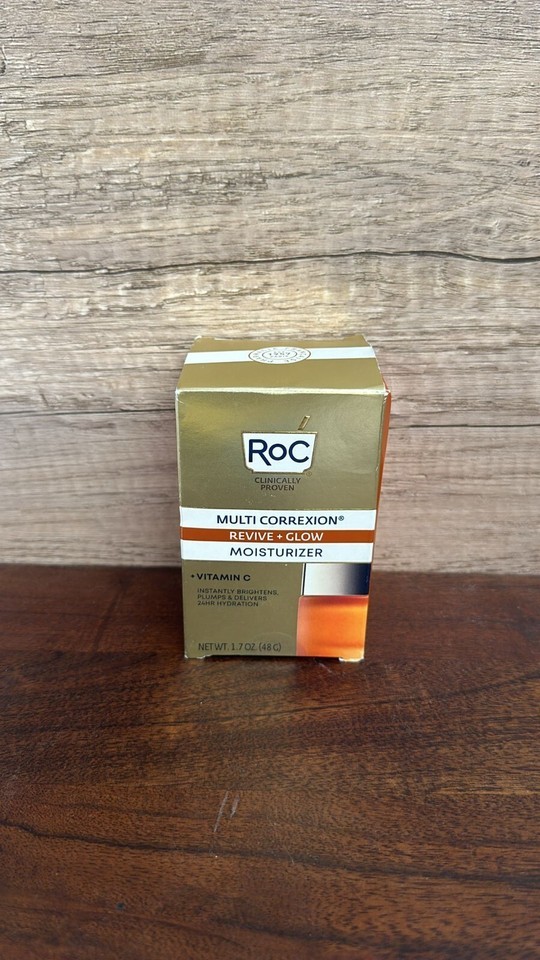 RoC
CLINICALLY
PROVEN
MULTI CORREXION®
REVIVE + GLOW
MOISTURIZER
+VITAMIN C
INSTANTLY BRIGHTENS,
PLUMPS & DELIVERS
24HR HYDRATION
NET WT. 1.7 OZ. (48 G)